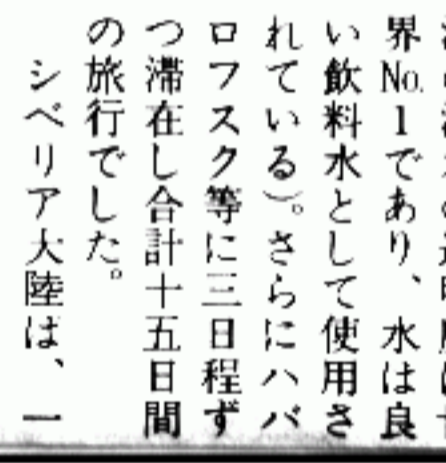 界No.1であり、水は良
い飲料水として使用さ
れている)。さらにハバ
ロフスク等に三日程ず
つ滞在し合計十五日間
の旅行でした。
シベリア大陸は、一